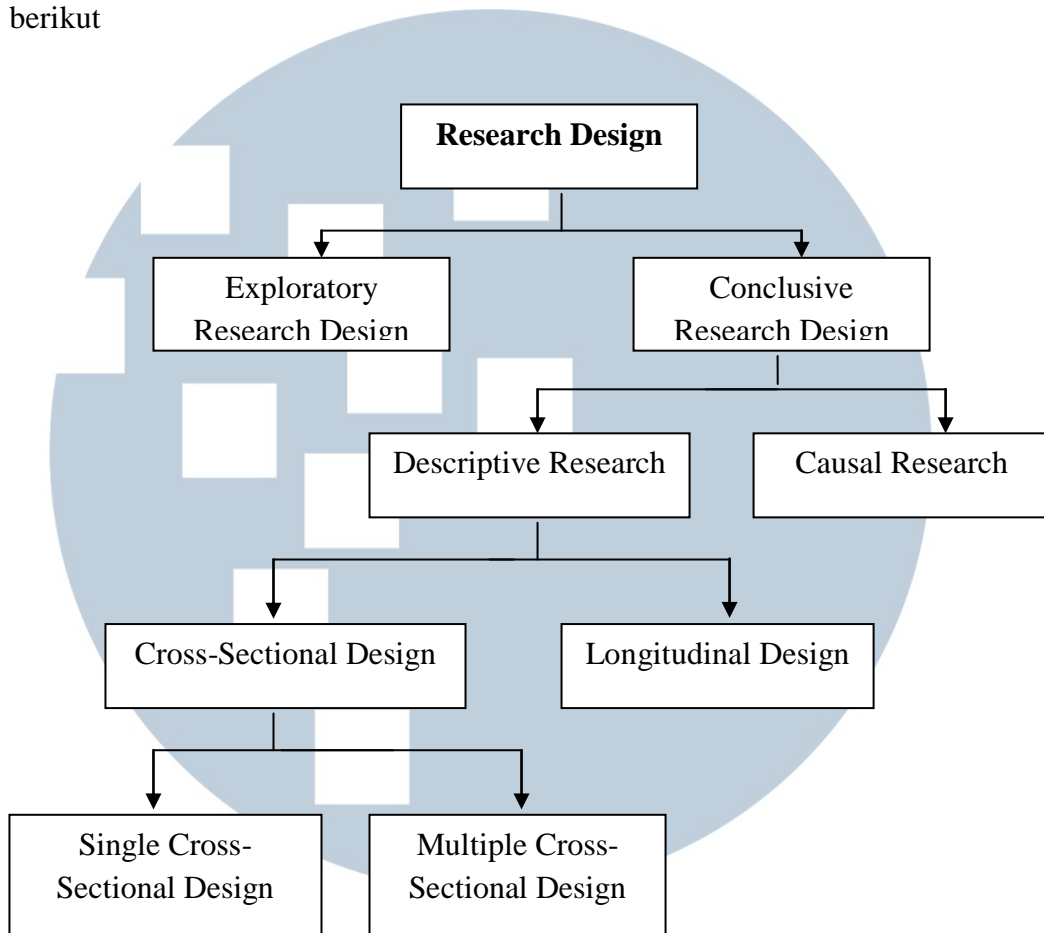 berikut
Research Design
Exploratory
Research Design
Conclusive
Research Design
Descriptive Research
Causal Research
Cross-Sectional Design
Longitudinal Design
Single Cross-
Sectional Design
Multiple Cross-
Sectional Design